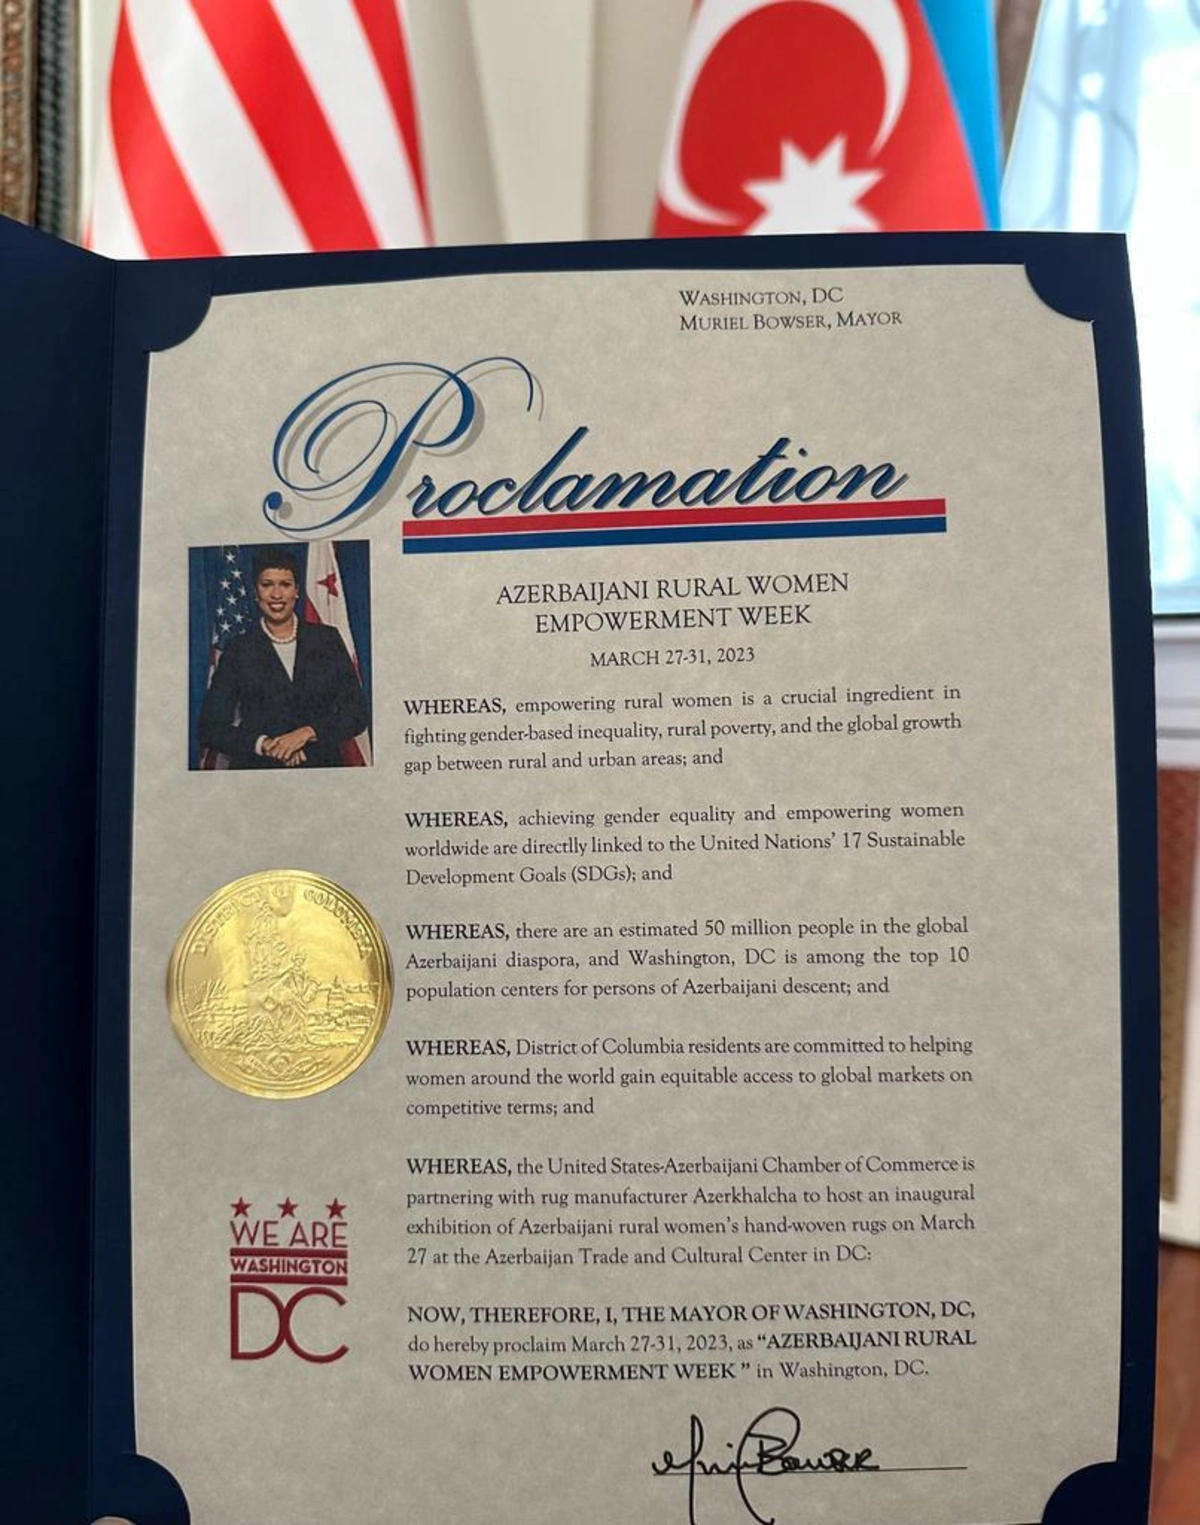 WASHINGTON, DC
MURIEL BOWSER, MAYOR
Proclamation
AZERBAIJANI RURAL WOMEN
EMPOWERMENT WEEK
MARCH 27-31, 2023
WHEREAS, empowering rural women is a crucial ingredient in
fighting gender-based inequality, rural poverty, and the global growth
gap between rural and urban areas; and
WHEREAS, achieving gender equality and empowering women
worldwide are directlly linked to the United Nations' 17 Sustainable
Development Goals (SDGs); and
WHEREAS, there are an estimated 50 million people in the global
Azerbaijani diaspora, and Washington, DC is among the top 10
population centers for persons of Azerbaijani descent; and
WHEREAS, District of Columbia residents are committed to helping
women around the world gain equitable access to global markets on
competitive terms; and
WHEREAS, the United States-Azerbaijani Chamber of Commerce is
partnering with rug manufacturer Azerkhalcha to host an inaugural
exhibition of Azerbaijani rural women's hand-woven rugs on March
27 at the Azerbaijan Trade and Cultural Center in DC:
NOW, THEREFORE, I, THE MAYOR OF WASHINGTON, DC,
do hereby proclaim March 27-31, 2023, as "AZERBAIJANI RURAL
WOMEN EMPOWERMENT WEEK " in Washington, DC.
DISTRICT OF COLUMBIA
WE ARE
WASHINGTON
DC
Muriel Bowser